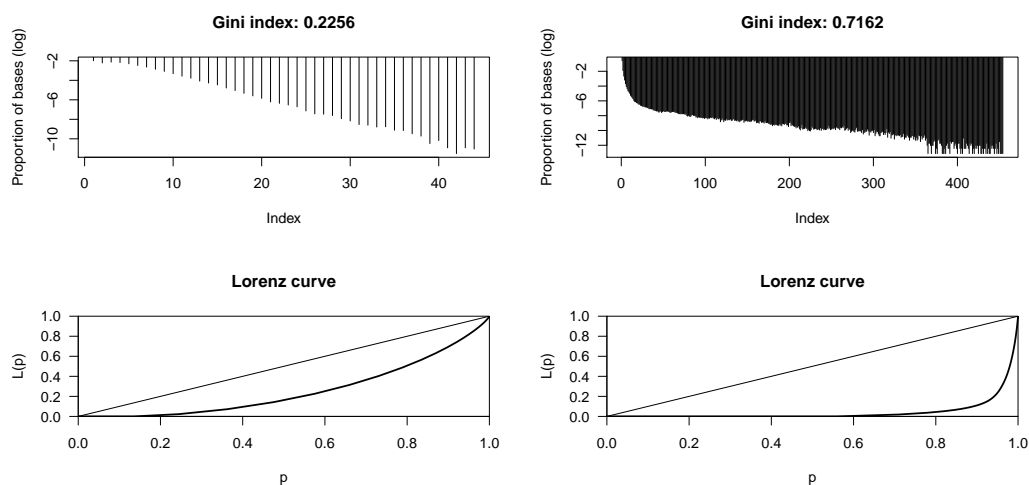 Gini index: 0.2256
Proportion of bases (log)
−2
−6
−10
0 10 20 30 40
Index
Gini index: 0.7162
Proportion of bases (log)
−2
−6
−12
0 100 200 300 400
Index
Lorenz curve
L(p)
1.0
0.8
0.6
0.4
0.2
0.0
0.0 0.2 0.4 0.6 0.8 1.0
p
Lorenz curve
L(p)
1.0
0.8
0.6
0.4
0.2
0.0
0.0 0.2 0.4 0.6 0.8 1.0
p